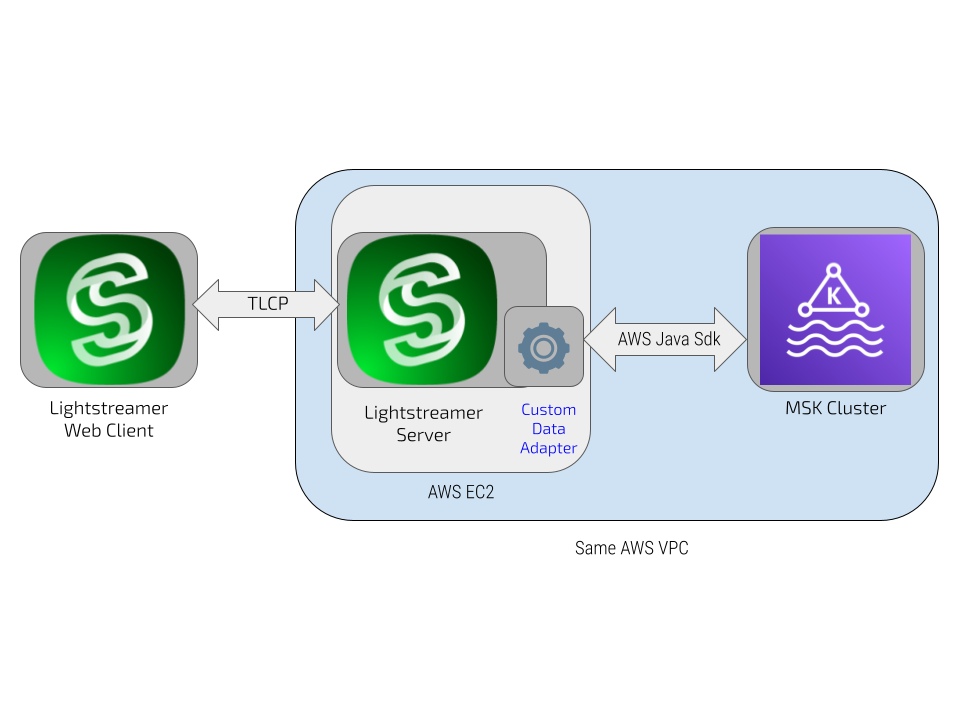 TLCP
AWS Java Sdk
K
Lightstreamer
Web Client
Lightstreamer
Server
Custom
Data
Adapter
MSK Cluster
AWS EC2
Same AWS VPC